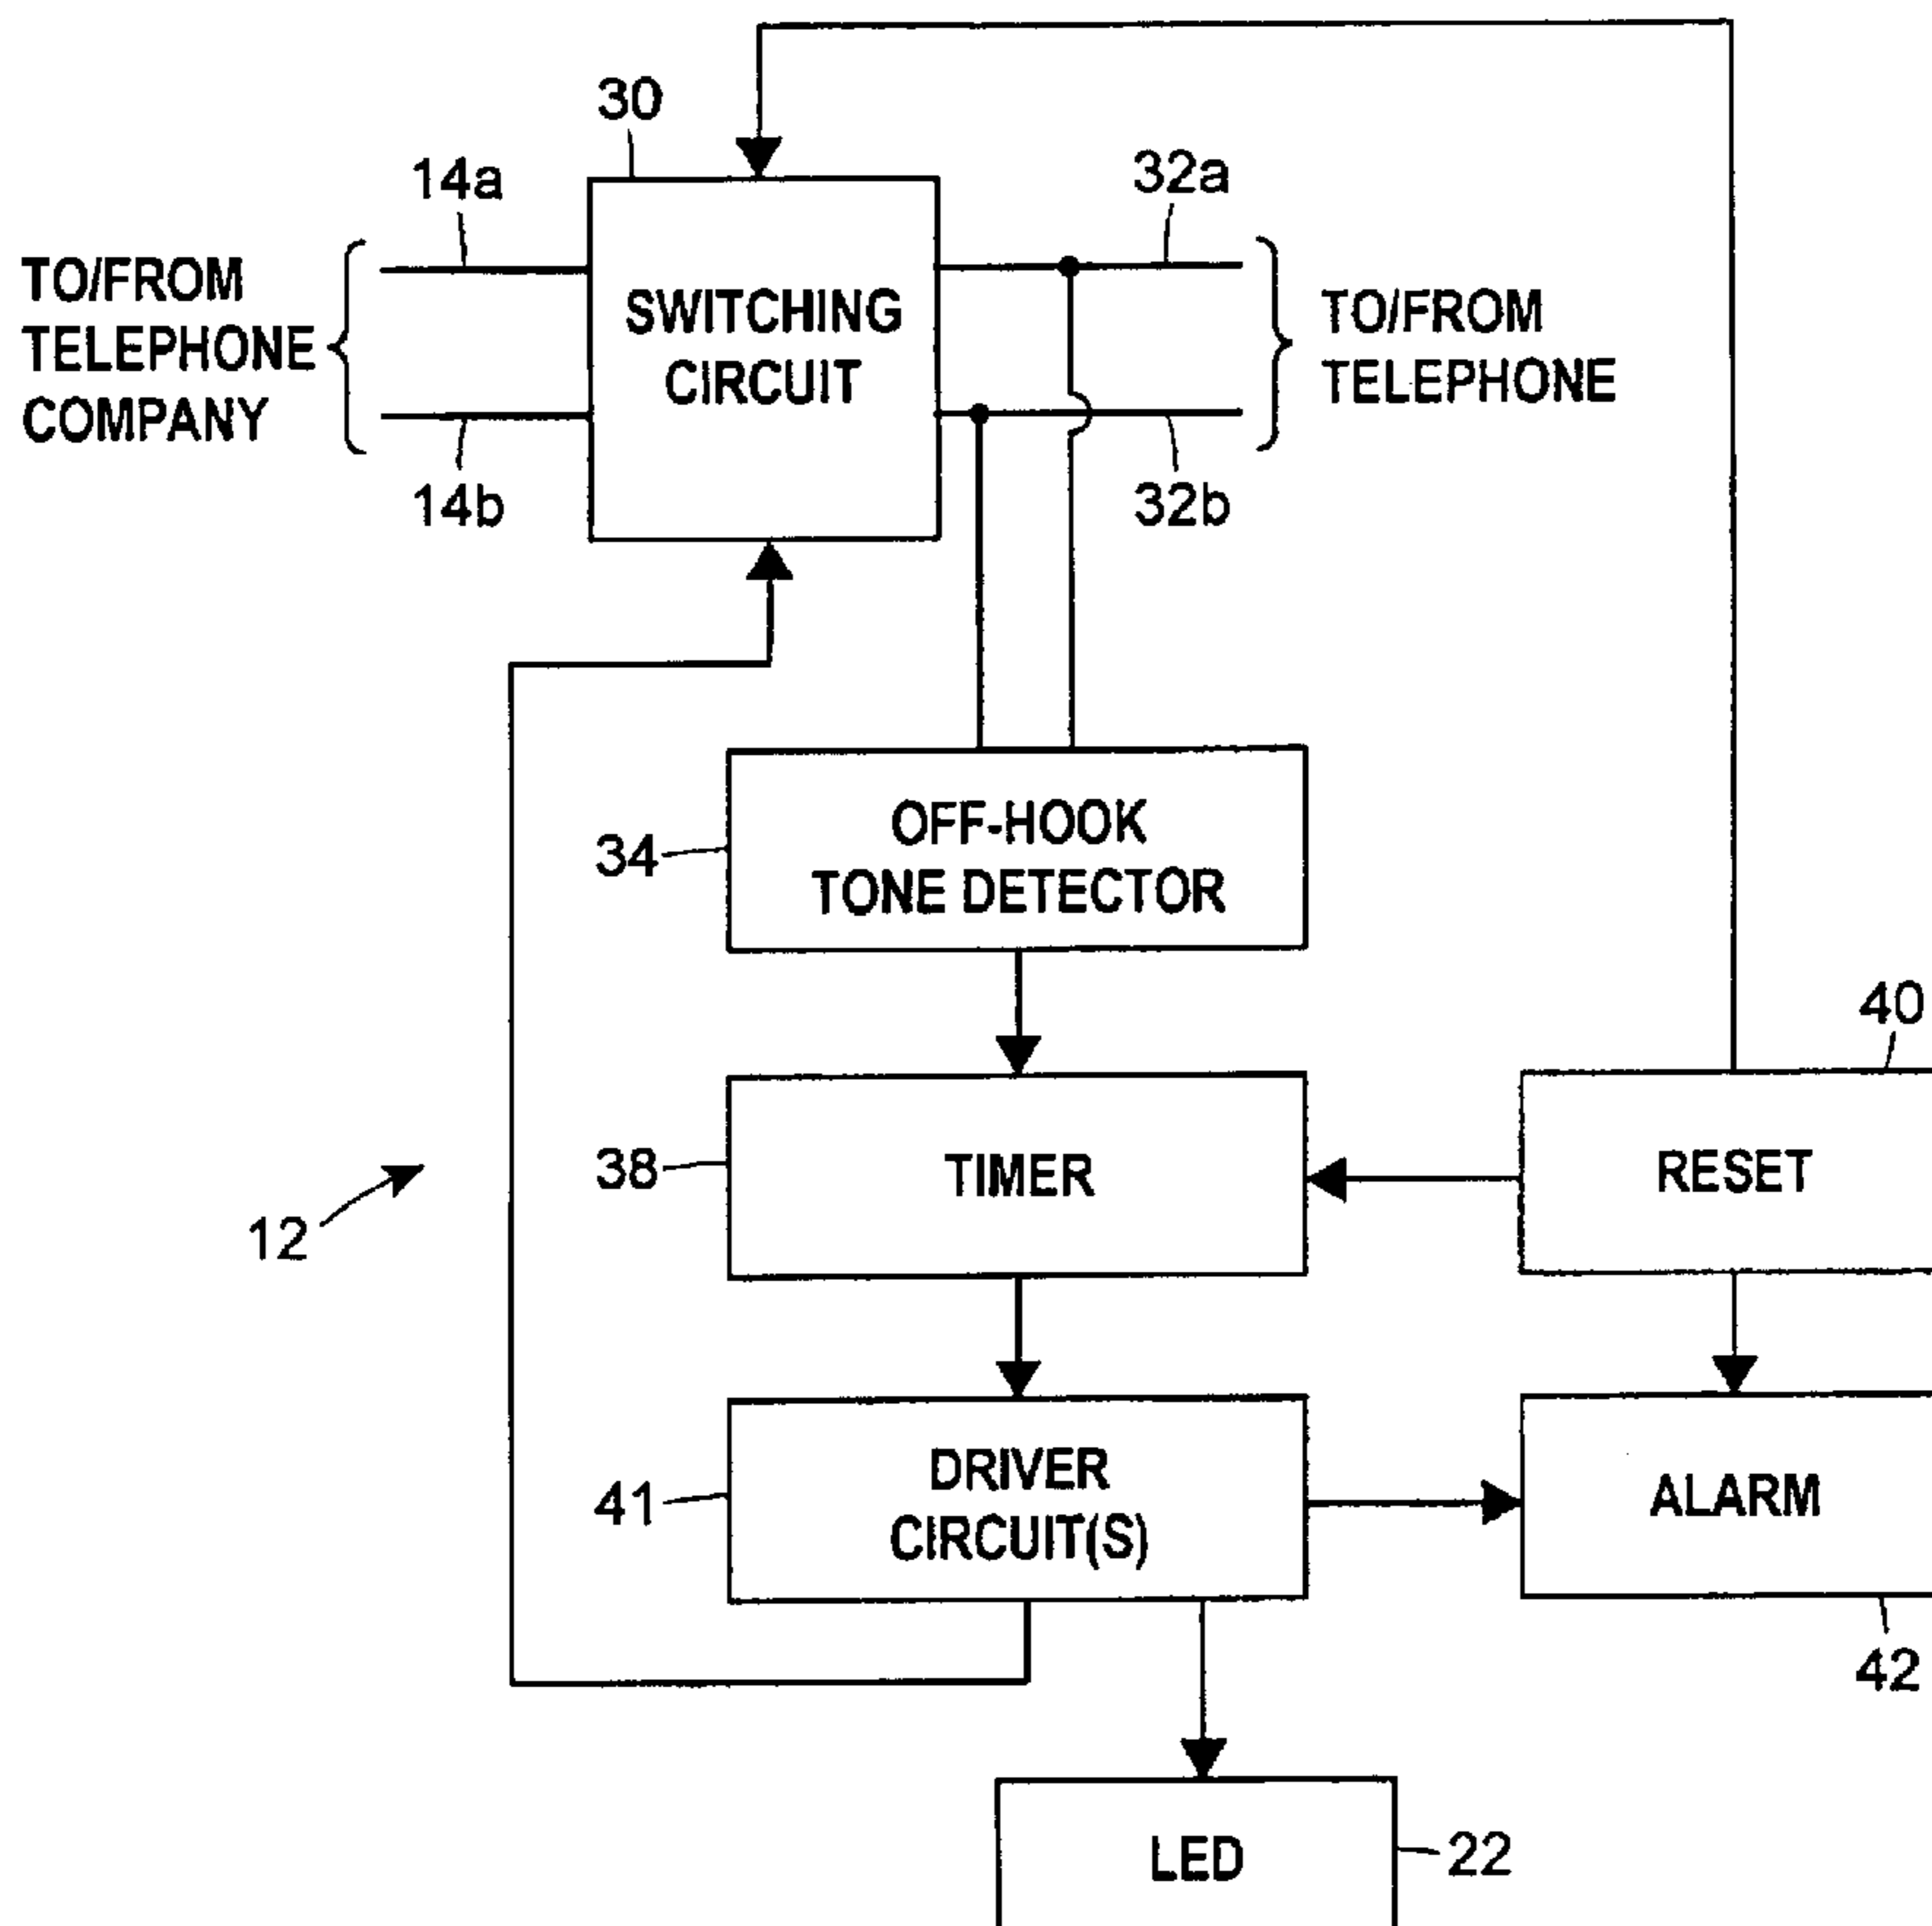 30
14a
32a
TO/FROM
TELEPHONE
COMPANY
SWITCHING
CIRCUIT
TO/FROM
TELEPHONE
14b
32b
34
OFF-HOOK
TONE DETECTOR
40
38
TIMER
RESET
12
41
DRIVER
CIRCUIT(S)
ALARM
42
LED
22